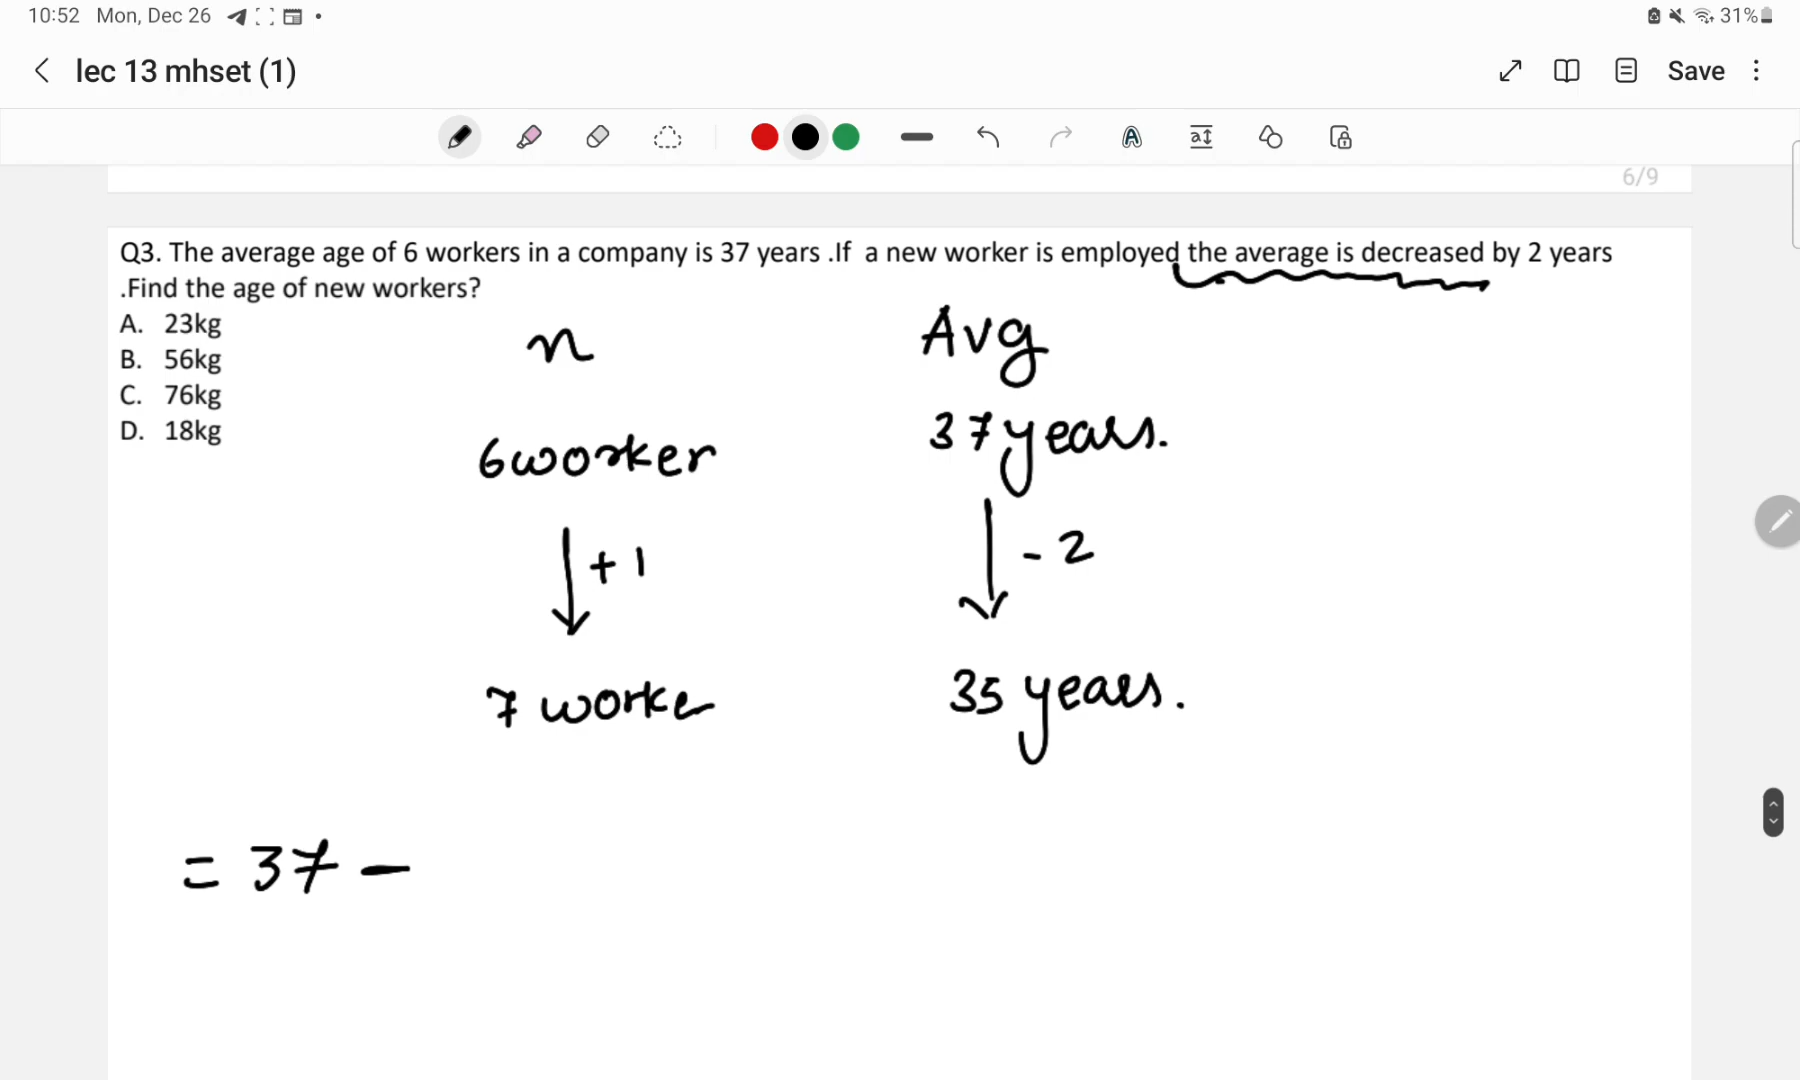 10:52 Mon, Dec 26
31%
lec 13 mhset (1)
Save
6/9
Q3. The average age of 6 workers in a company is 37 years .If a new worker is employed the average is decreased by 2 years
.Find the age of new workers?
A. 23kg
B. 56kg
C. 76kg
D. 18kg
n Avg
6worker 37years.
+1 -2
7 worke 35 years.
= 37 -